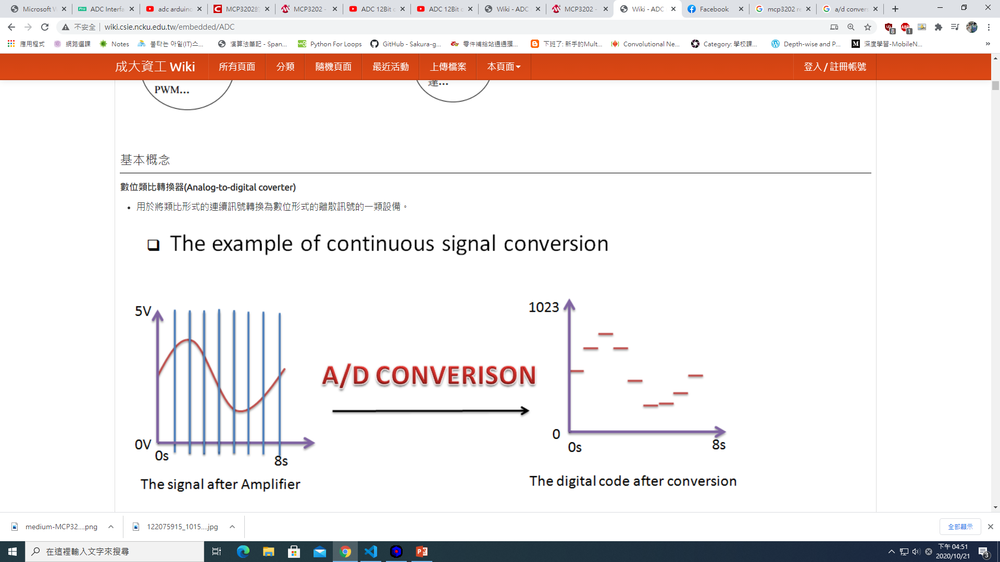 Microsoft W
ADC Interfa
adc arduino
MCP3202的
MCP3202 -
ADC 12Bit c
ADC 12Bit c
Wiki - ADC
MCP3202 -
Wiki - ADC
Facebook
mcp3202 re
a/d convers
不安全
wiki.csie.ncku.edu.tw/embedded/ADC
8
1
應用程式
網路選課
Notes
불타는 아일(IT)스...
演算法筆記 - Span...
Python For Loops
GitHub - Sakura-g...
零件補給站通通摸...
下班了: 新手的Mult...
Convolutional Ne...
Category: 學校課...
Depth-wise and P...
深度學習-MobileN...
»
成大資工 Wiki
所有頁面
分類
隨機頁面
最近活動
上傳檔案
本頁面
登入 / 註冊帳號
PWM...
達...
基本概念
數位類比轉換器(Analog-to-digital coverter)
用於將類比形式的連續訊號轉換為數位形式的離散訊號的一類設備。
The example of continuous signal conversion
5V
0V
0s
8s
The signal after Amplifier
A/D CONVERISON
1023
0
0s
8s
The digital code after conversion
medium-MCP32....png
122075915_1015....jpg
全部顯示
在這裡輸入文字來搜尋
下午 04:51
2020/10/21
3